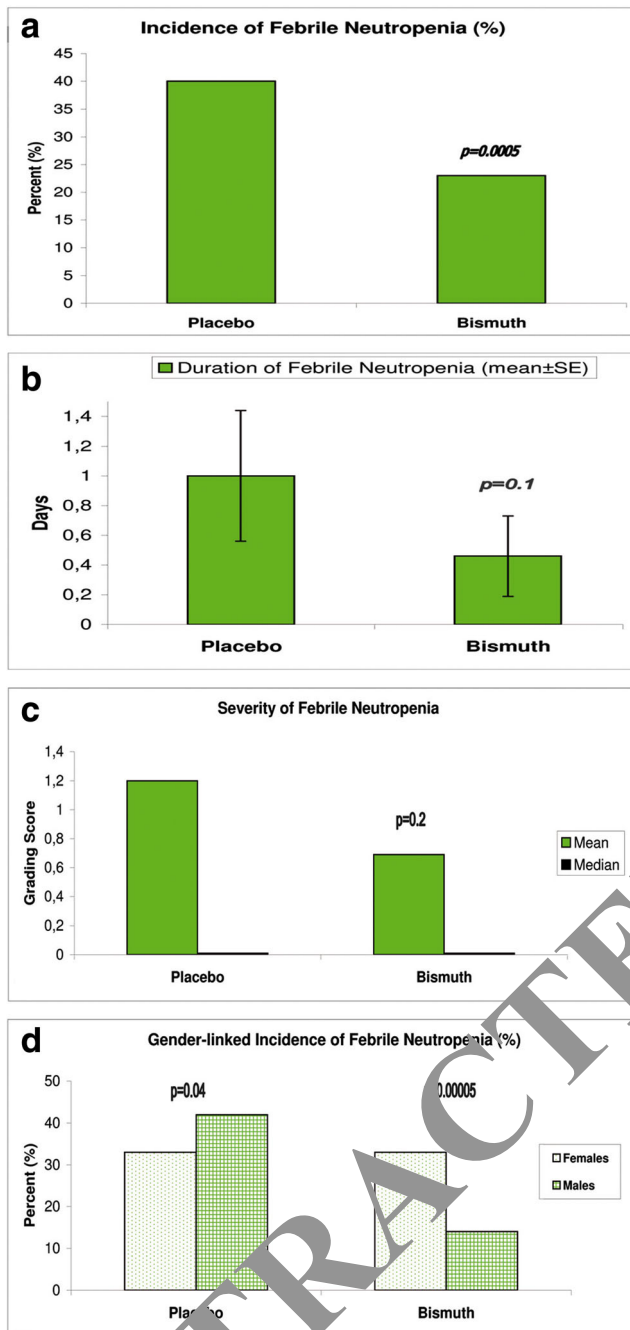 a
Incidence of Febrile Neutropenia (%)
45
40
35
30
25
20
15
10
5
0
Percent (%)
p=0.0005
Placebo
Bismuth
b
Duration of Febrile Neutropenia (mean±SE)
1,4
1,2
1
0,8
0,6
0,4
0,2
0
Days
p=0.1
Placebo
Bismuth
c
Severity of Febrile Neutropenia
1,4
1,2
1
0,8
0,6
0,4
0,2
0
Grading Score
p=0.2
Mean
Median
Placebo
Bismuth
d
Gender-linked Incidence of Febrile Neutropenia (%)
50
40
30
20
10
0
Percent (%)
p=0.04
0.00005
Females
Males
Placebo
Bismuth